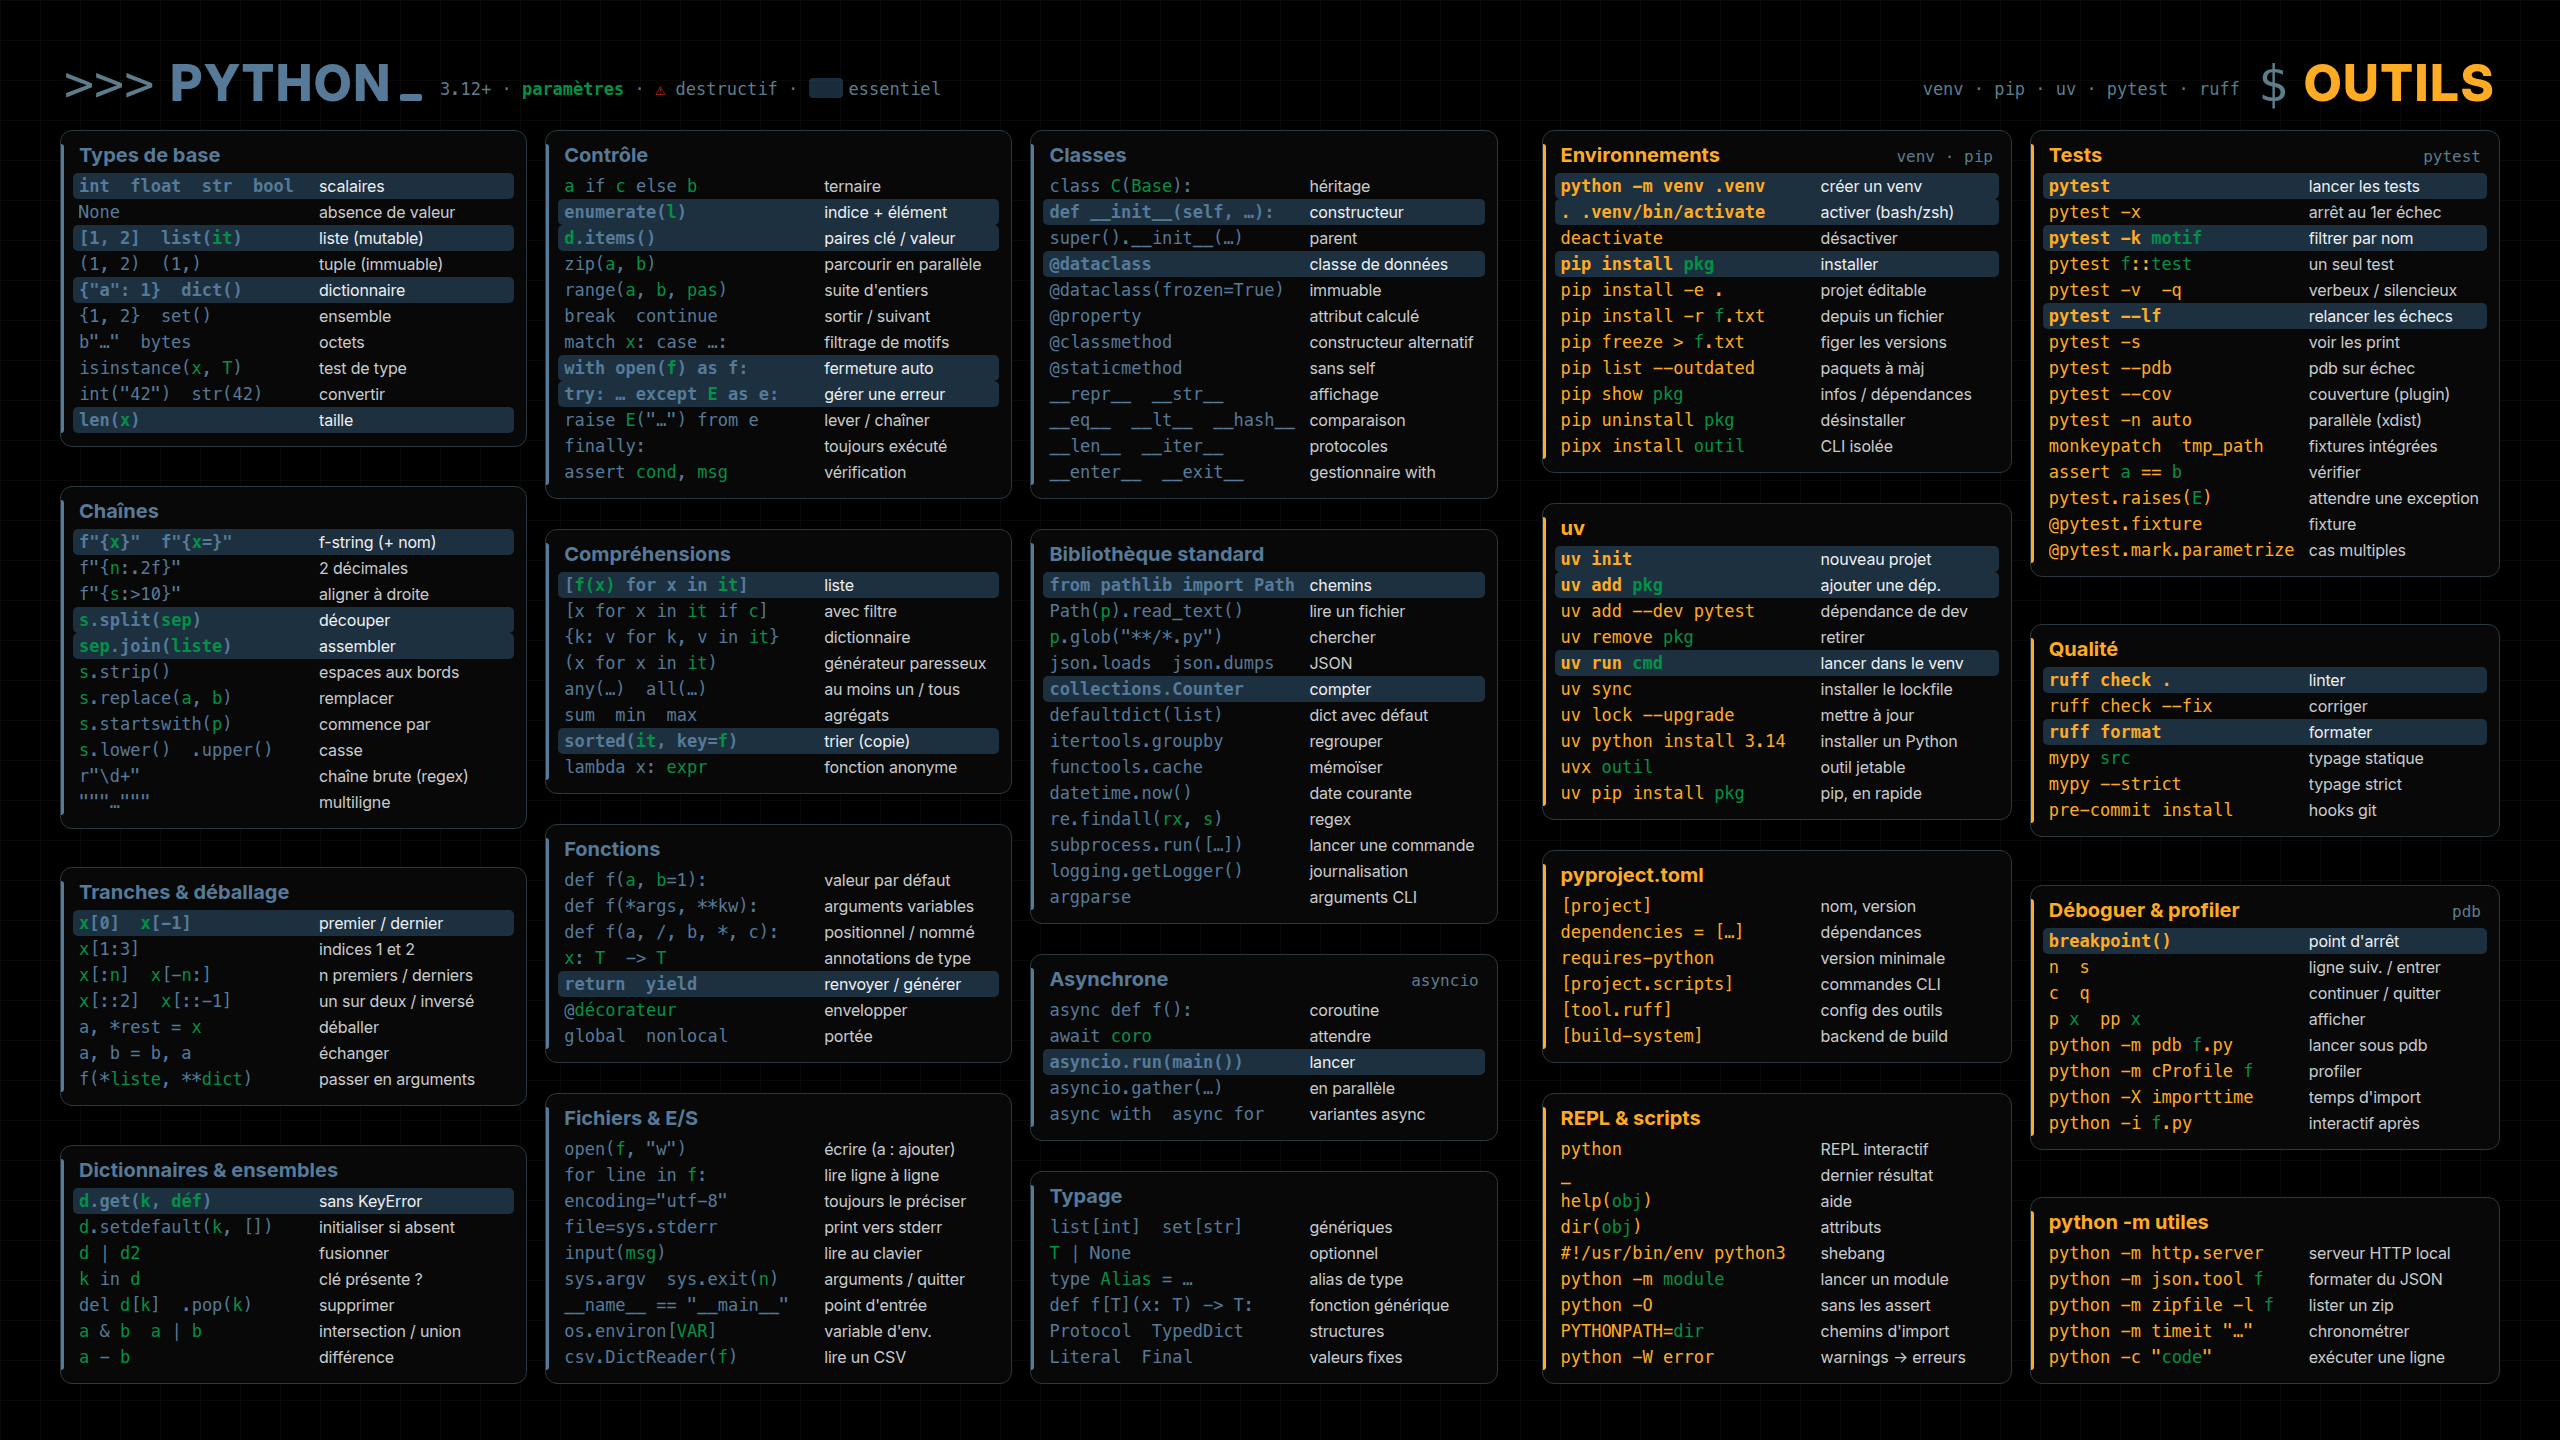 >>> PYTHON_ 3.12+ · paramètres · ⚠ destructif · essentiel
venv · pip · uv · pytest · ruff $ OUTILS
Types de base
int  float  str  bool  scalaires
None  absence de valeur
[1, 2]  list(it)  liste (mutable)
(1, 2)  (1,)  tuple (immuable)
{"a": 1}  dict()  dictionnaire
{1, 2}  set()  ensemble
b"…"  bytes  octets
isinstance(x, T)  test de type
int("42")  str(42)  convertir
len(x)  taille
Chaînes
f"{x}"  f"{x=}"  f-string (+ nom)
f"{n:.2f}"  2 décimales
f"{s:>10}"  aligner à droite
s.split(sep)  découper
sep.join(liste)  assembler
s.strip()  espaces aux bords
s.replace(a, b)  remplacer
s.startswith(p)  commence par
s.lower()  .upper()  casse
r"\d+"  chaîne brute (regex)
"""…"""  multiligne
Tranches & déballage
x[0]  x[-1]  premier / dernier
x[1:3]  indices 1 et 2
x[:n]  x[-n:]  n premiers / derniers
x[::2]  x[::-1]  un sur deux / inversé
a, *rest = x  déballer
a, b = b, a  échanger
f(*liste, **dict)  passer en arguments
Dictionnaires & ensembles
d.get(k, déf)  sans KeyError
d.setdefault(k, [])  initialiser si absent
d | d2  fusionner
k in d  clé présente ?
del d[k]  .pop(k)  supprimer
a & b  a | b  intersection / union
a - b  différence
Contrôle
a if c else b  ternaire
enumerate(l)  indice + élément
d.items()  paires clé / valeur
zip(a, b)  parcourir en parallèle
range(a, b, pas)  suite d'entiers
break  continue  sortir / suivant
match x: case …:  filtrage de motifs
with open(f) as f:  fermeture auto
try: … except E as e:  gérer une erreur
raise E("…") from e  lever / chaîner
finally:  toujours exécuté
assert cond, msg  vérification
Compréhensions
[f(x) for x in it]  liste
[x for x in it if c]  avec filtre
{k: v for k, v in it}  dictionnaire
(x for x in it)  générateur paresseux
any(…)  all(…)  au moins un / tous
sum  min  max  agrégats
sorted(it, key=f)  trier (copie)
lambda x: expr  fonction anonyme
Fonctions
def f(a, b=1):  valeur par défaut
def f(*args, **kw):  arguments variables
def f(a, /, b, *, c):  positionnel / nommé
x: T  -> T  annotations de type
return  yield  renvoyer / générer
@décorateur  envelopper
global  nonlocal  portée
Fichiers & E/S
open(f, "w")  écrire (a : ajouter)
for line in f:  lire ligne à ligne
encoding="utf-8"  toujours le préciser
file=sys.stderr  print vers stderr
input(msg)  lire au clavier
sys.argv  sys.exit(n)  arguments / quitter
__name__ == "__main__"  point d'entrée
os.environ[VAR]  variable d'env.
csv.DictReader(f)  lire un CSV
Classes
class C(Base):  héritage
def __init__(self, …):  constructeur
super().__init__(…)  parent
@dataclass  classe de données
@dataclass(frozen=True)  immuable
@property  attribut calculé
@classmethod  constructeur alternatif
@staticmethod  sans self
__repr__  __str__  affichage
__eq__  __lt__  __hash__  comparaison
__len__  __iter__  protocoles
__enter__  __exit__  gestionnaire with
Bibliothèque standard
from pathlib import Path  chemins
Path(p).read_text()  lire un fichier
p.glob("**/*.py")  chercher
json.loads  json.dumps  JSON
collections.Counter  compter
defaultdict(list)  dict avec défaut
itertools.groupby  regrouper
functools.cache  mémoïser
datetime.now()  date courante
re.findall(rx, s)  regex
subprocess.run([…])  lancer une commande
logging.getLogger()  journalisation
argparse  arguments CLI
Asynchrone  asyncio
async def f():  coroutine
await coro  attendre
asyncio.run(main())  lancer
asyncio.gather(…)  en parallèle
async with  async for  variantes async
Typage
list[int]  set[str]  génériques
T | None  optionnel
type Alias = …  alias de type
def f[T](x: T) -> T:  fonction générique
Protocol  TypedDict  structures
Literal  Final  valeurs fixes
Environnements  venv · pip
python -m venv .venv  créer un venv
. .venv/bin/activate  activer (bash/zsh)
deactivate  désactiver
pip install pkg  installer
pip install -e .  projet éditable
pip install -r f.txt  depuis un fichier
pip freeze > f.txt  figer les versions
pip list --outdated  paquets à màj
pip show pkg  infos / dépendances
pip uninstall pkg  désinstaller
pipx install outil  CLI isolée
uv
uv init  nouveau projet
uv add pkg  ajouter une dép.
uv add --dev pytest  dépendance de dev
uv remove pkg  retirer
uv run cmd  lancer dans le venv
uv sync  installer le lockfile
uv lock --upgrade  mettre à jour
uv python install 3.14  installer un Python
uvx outil  outil jetable
uv pip install pkg  pip, en rapide
pyproject.toml
[project]  nom, version
dependencies = […]  dépendances
requires-python  version minimale
[project.scripts]  commandes CLI
[tool.ruff]  config des outils
[build-system]  backend de build
REPL & scripts
python  REPL interactif
_  dernier résultat
help(obj)  aide
dir(obj)  attributs
#!/usr/bin/env python3  shebang
python -m module  lancer un module
python -O  sans les assert
PYTHONPATH=dir  chemins d'import
python -W error  warnings → erreurs
Tests  pytest
pytest  lancer les tests
pytest -x  arrêt au 1er échec
pytest -k motif  filtrer par nom
pytest f::test  un seul test
pytest -v  -q  verbeux / silencieux
pytest --lf  relancer les échecs
pytest -s  voir les print
pytest --pdb  pdb sur échec
pytest --cov  couverture (plugin)
pytest -n auto  parallèle (xdist)
monkeypatch  tmp_path  fixtures intégrées
assert a == b  vérifier
pytest.raises(E)  attendre une exception
@pytest.fixture  fixture
@pytest.mark.parametrize  cas multiples
Qualité
ruff check .  linter
ruff check --fix  corriger
ruff format  formater
mypy src  typage statique
mypy --strict  typage strict
pre-commit install  hooks git
Déboguer & profiler  pdb
breakpoint()  point d'arrêt
n  s  ligne suiv. / entrer
c  q  continuer / quitter
p x  pp x  afficher
python -m pdb f.py  lancer sous pdb
python -m cProfile f  profiler
python -X importtime  temps d'import
python -i f.py  interactif après
python -m utiles
python -m http.server  serveur HTTP local
python -m json.tool f  formater du JSON
python -m zipfile -l f  lister un zip
python -m timeit "…"  chronométrer
python -c "code"  exécuter une ligne